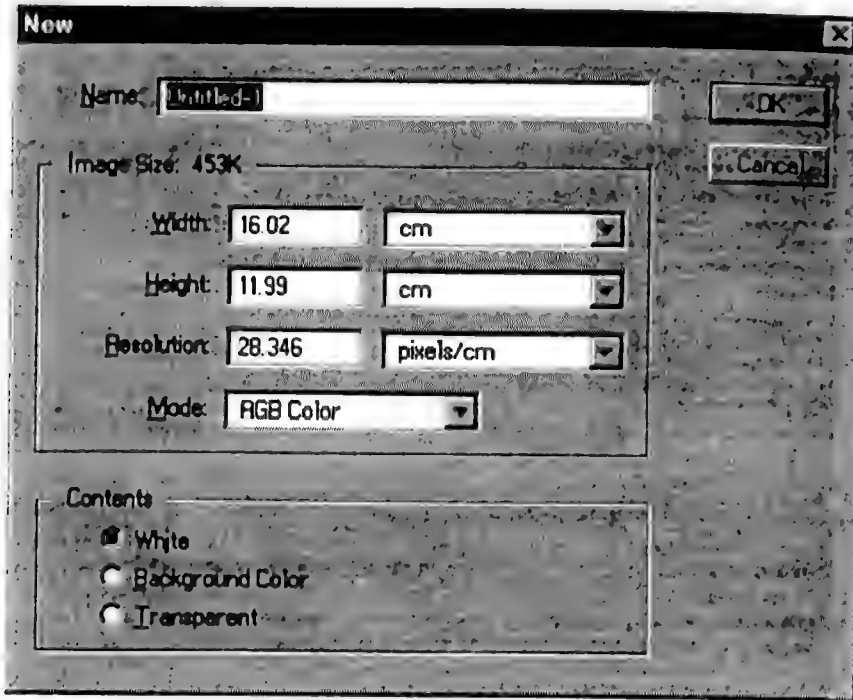 New
Name: Untitled-1
OK
Cancel
Image Size: 453K
Width: 16.02 cm
Height: 11.99 cm
Resolution: 28.346 pixels/cm
Mode: RGB Color
Contents
White
Background Color
Transparent